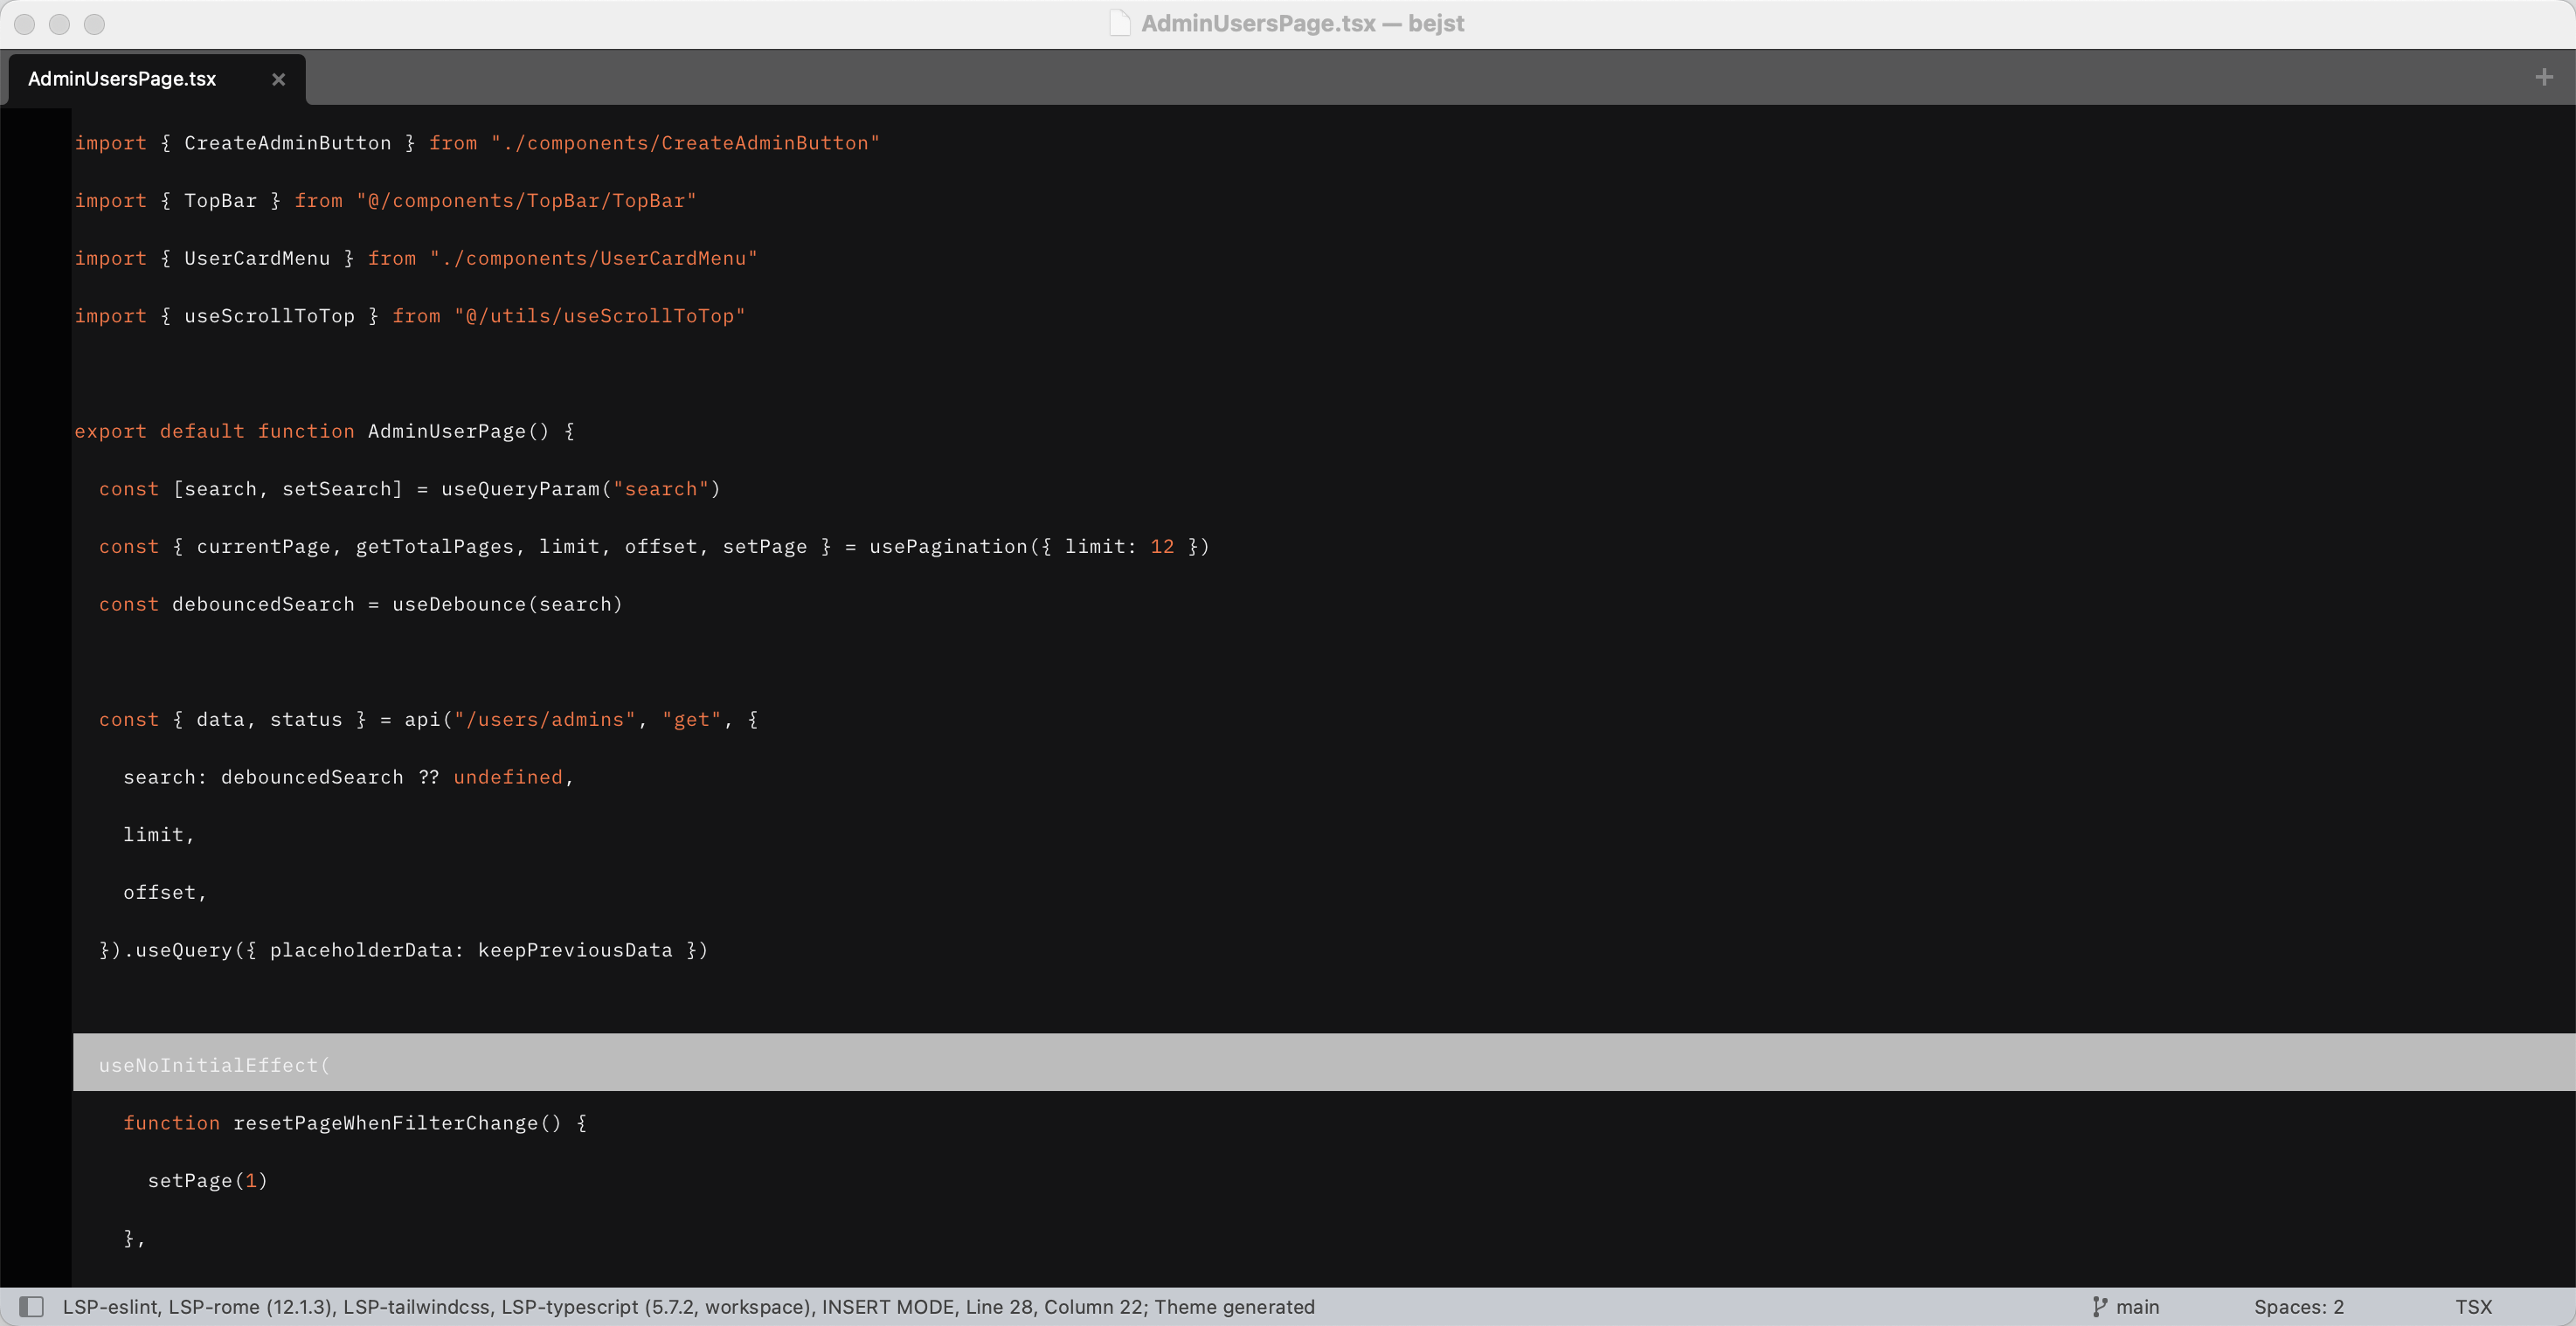 AdminUsersPage.tsx — bejst
AdminUsersPage.tsx
import { CreateAdminButton } from "./components/CreateAdminButton"
import { TopBar } from "@/components/TopBar/TopBar"
import { UserCardMenu } from "./components/UserCardMenu"
import { useScrollToTop } from "@/utils/useScrollToTop"
export default function AdminUserPage() {
  const [search, setSearch] = useQueryParam("search")
  const { currentPage, getTotalPages, limit, offset, setPage } = usePagination({ limit: 12 })
  const debouncedSearch = useDebounce(search)
  const { data, status } = api("/users/admins", "get", {
    search: debouncedSearch ?? undefined,
    limit,
    offset,
  }).useQuery({ placeholderData: keepPreviousData })
  useNoInitialEffect(
    function resetPageWhenFilterChange() {
      setPage(1)
    },
LSP-eslint, LSP-rome (12.1.3), LSP-tailwindcss, LSP-typescript (5.7.2, workspace), INSERT MODE, Line 28, Column 22; Theme generated
main
Spaces: 2
TSX